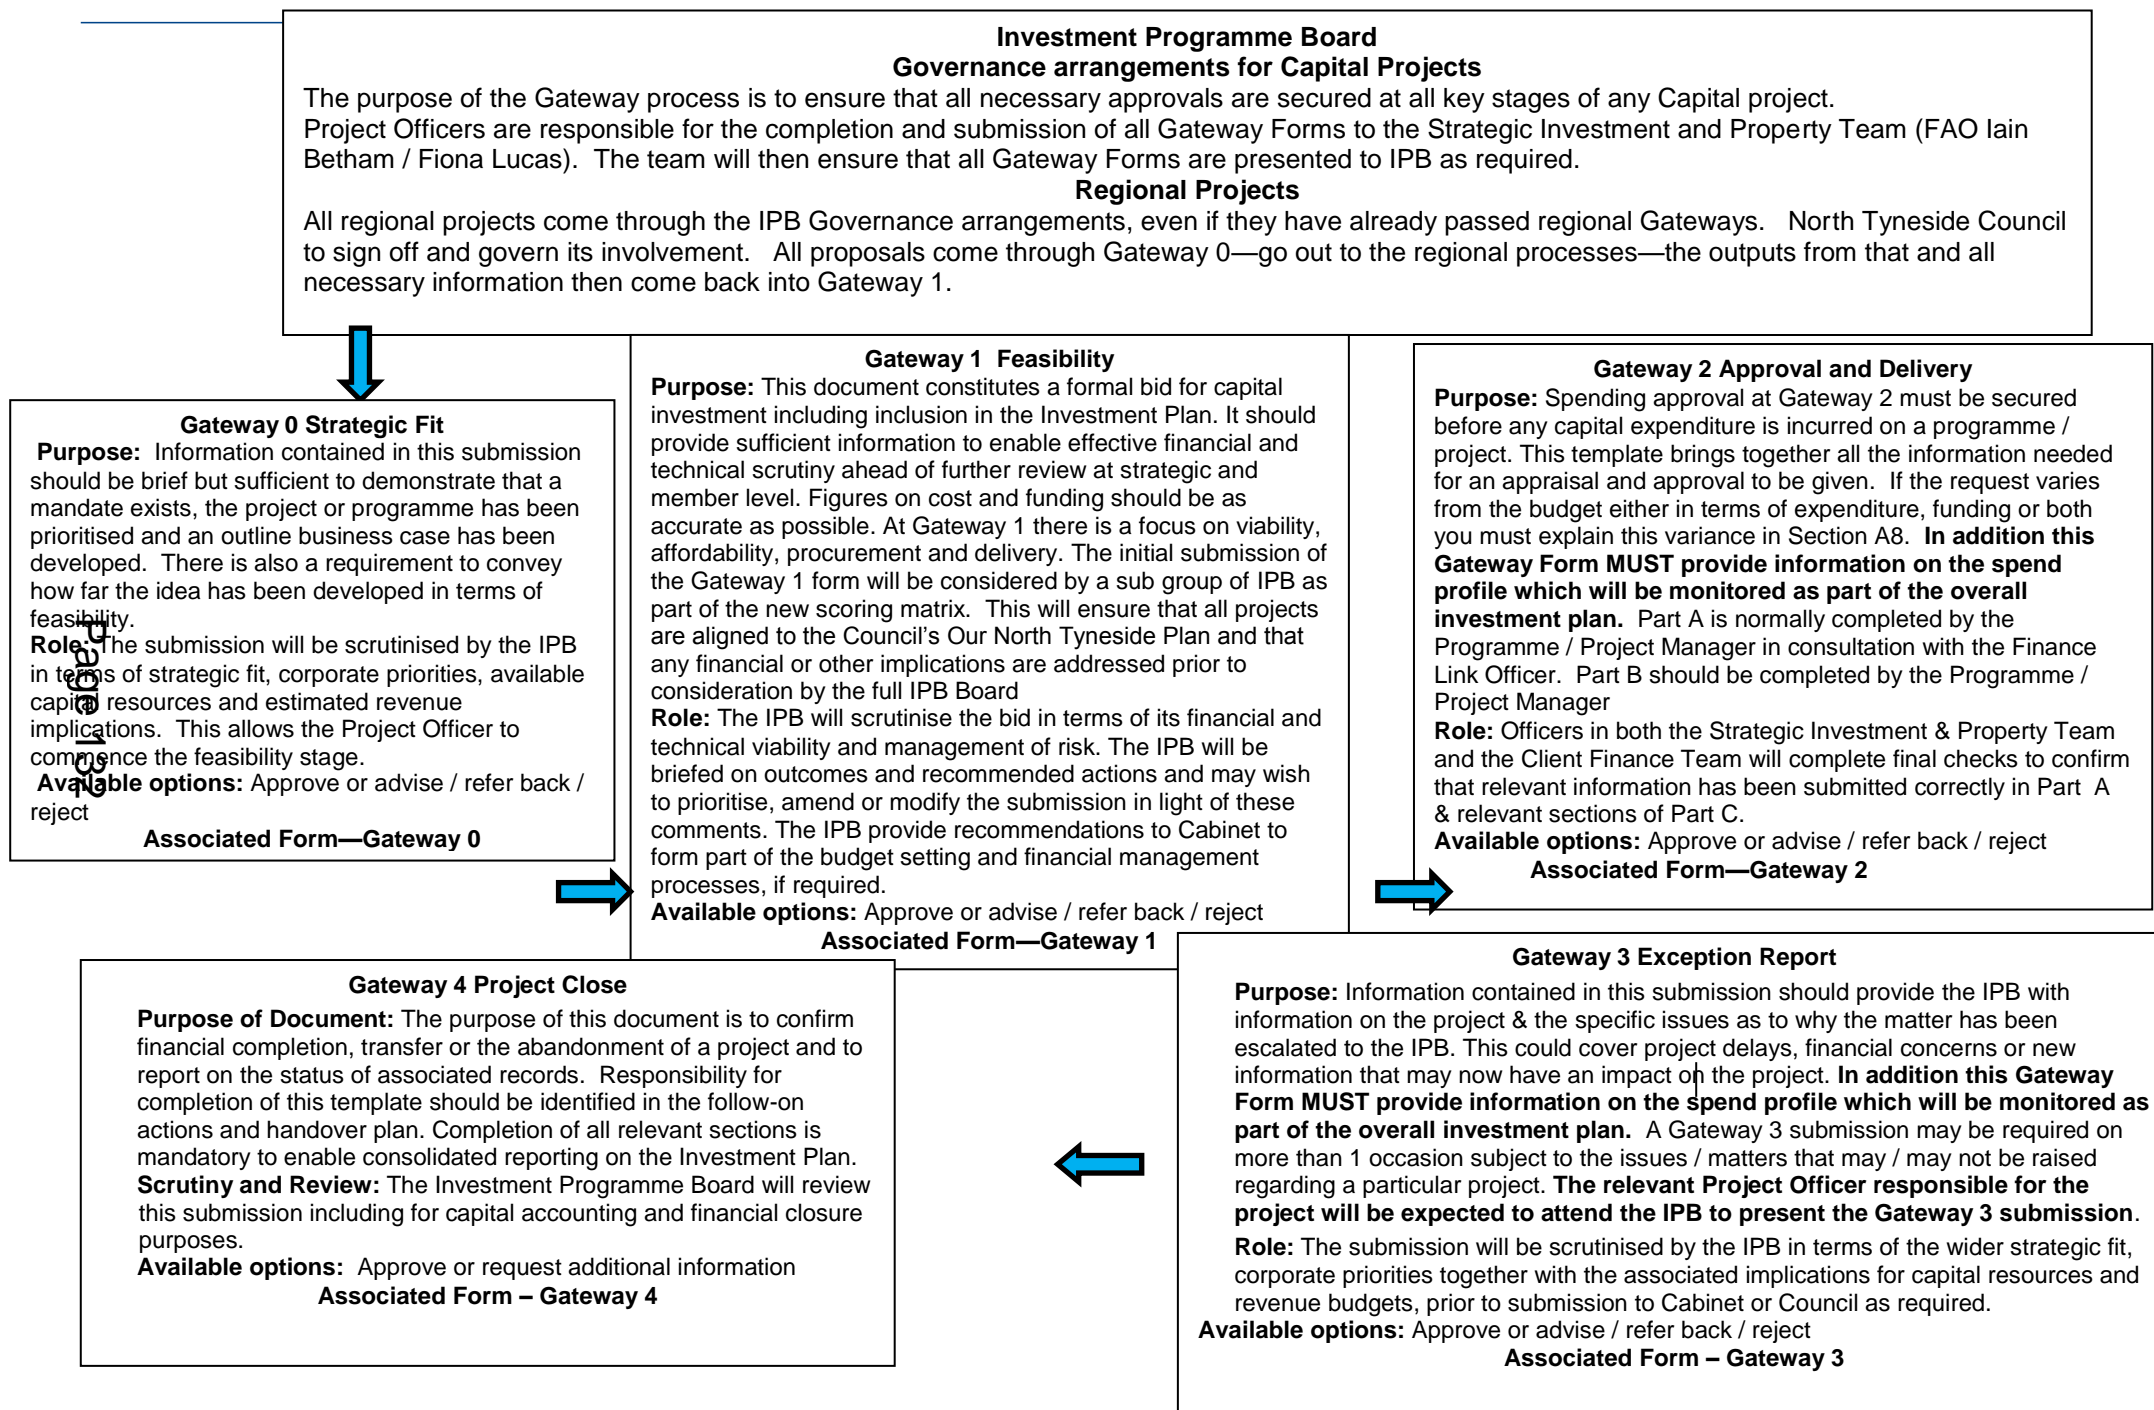 Investment Programme Board
Governance arrangements for Capital Projects
The purpose of the Gateway process is to ensure that all necessary approvals are secured at all key stages of any Capital project.
Project Officers are responsible for the completion and submission of all Gateway Forms to the Strategic Investment and Property Team (FAO Iain
Betham / Fiona Lucas).  The team will then ensure that all Gateway Forms are presented to IPB as required.
Regional Projects
All regional projects come through the IPB Governance arrangements, even if they have already passed regional Gateways.   North Tyneside Council
to sign off and govern its involvement.   All proposals come through Gateway 0—go out to the regional processes—the outputs from that and all
necessary information then come back into Gateway 1.
Gateway 0 Strategic Fit
Purpose:  Information contained in this submission
should be brief but sufficient to demonstrate that a
mandate exists, the project or programme has been
prioritised and an outline business case has been
developed.  There is also a requirement to convey
how far the idea has been developed in terms of
feasibility.
Role: The submission will be scrutinised by the IPB
in terms of strategic fit, corporate priorities, available
capital resources and estimated revenue
implications.  This allows the Project Officer to
commence the feasibility stage.
Available options: Approve or advise / refer back /
reject
Associated Form—Gateway 0
Page 132
Gateway 1  Feasibility
Purpose: This document constitutes a formal bid for capital
investment including inclusion in the Investment Plan. It should
provide sufficient information to enable effective financial and
technical scrutiny ahead of further review at strategic and
member level. Figures on cost and funding should be as
accurate as possible. At Gateway 1 there is a focus on viability,
affordability, procurement and delivery. The initial submission of
the Gateway 1 form will be considered by a sub group of IPB as
part of the new scoring matrix.  This will ensure that all projects
are aligned to the Council's Our North Tyneside Plan and that
any financial or other implications are addressed prior to
consideration by the full IPB Board
Role: The IPB will scrutinise the bid in terms of its financial and
technical viability and management of risk. The IPB will be
briefed on outcomes and recommended actions and may wish
to prioritise, amend or modify the submission in light of these
comments. The IPB provide recommendations to Cabinet to
form part of the budget setting and financial management
processes, if required.
Available options: Approve or advise / refer back / reject
Associated Form—Gateway 1
Gateway 2 Approval and Delivery
Purpose: Spending approval at Gateway 2 must be secured
before any capital expenditure is incurred on a programme /
project. This template brings together all the information needed
for an appraisal and approval to be given.  If the request varies
from the budget either in terms of expenditure, funding or both
you must explain this variance in Section A8.  In addition this
Gateway Form MUST provide information on the spend
profile which will be monitored as part of the overall
investment plan.  Part A is normally completed by the
Programme / Project Manager in consultation with the Finance
Link Officer.  Part B should be completed by the Programme /
Project Manager
Role: Officers in both the Strategic Investment & Property Team
and the Client Finance Team will complete final checks to confirm
that relevant information has been submitted correctly in Part  A
& relevant sections of Part C.
Available options: Approve or advise / refer back / reject
Associated Form—Gateway 2
Gateway 3 Exception Report
Purpose: Information contained in this submission should provide the IPB with
information on the project & the specific issues as to why the matter has been
escalated to the IPB. This could cover project delays, financial concerns or new
information that may now have an impact on the project. In addition this Gateway
Form MUST provide information on the spend profile which will be monitored as
part of the overall investment plan.  A Gateway 3 submission may be required on
more than 1 occasion subject to the issues / matters that may / may not be raised
regarding a particular project. The relevant Project Officer responsible for the
project will be expected to attend the IPB to present the Gateway 3 submission.
Role: The submission will be scrutinised by the IPB in terms of the wider strategic fit,
corporate priorities together with the associated implications for capital resources and
revenue budgets, prior to submission to Cabinet or Council as required.
Available options: Approve or advise / refer back / reject
Associated Form – Gateway 3
Gateway 4 Project Close
Purpose of Document: The purpose of this document is to confirm
financial completion, transfer or the abandonment of a project and to
report on the status of associated records.  Responsibility for
completion of this template should be identified in the follow-on
actions and handover plan. Completion of all relevant sections is
mandatory to enable consolidated reporting on the Investment Plan.
Scrutiny and Review: The Investment Programme Board will review
this submission including for capital accounting and financial closure
purposes.
Available options:  Approve or request additional information
Associated Form – Gateway 4